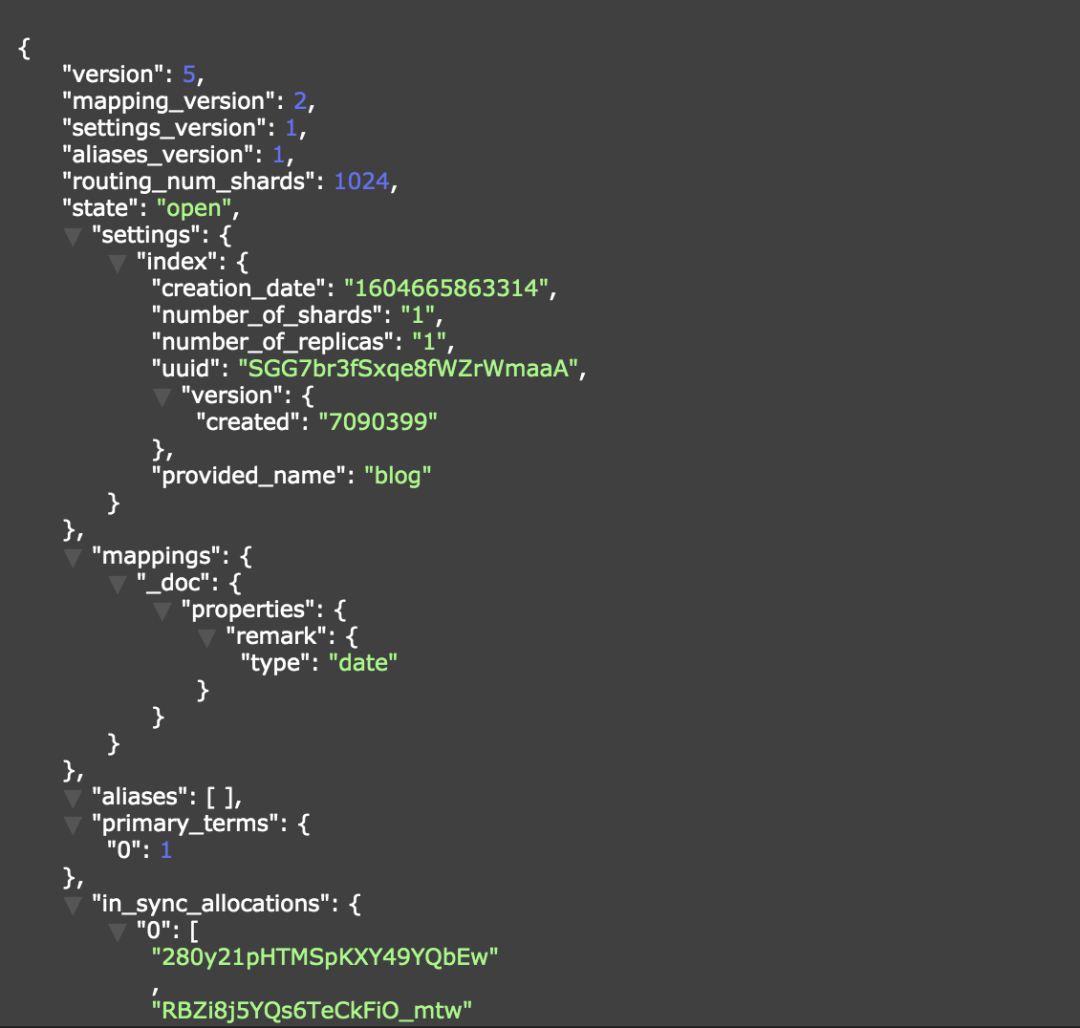 {
"version": 5,
"mapping_version": 2,
"settings_version": 1,
"aliases_version": 1,
"routing_num_shards": 1024,
"state": "open",
"settings": {
"index": {
"creation_date": "1604665863314",
"number_of_shards": "1",
"number_of_replicas": "1",
"uuid": "SGG7br3fSxqe8fWZrWmaaA",
"version": {
"created": "7090399"
},
"provided_name": "blog"
}
},
"mappings": {
"_doc": {
"properties": {
"remark": {
"type": "date"
}
}
}
},
"aliases": [ ],
"primary_terms": {
"0": 1
},
"in_sync_allocations": {
"0": [
"280y21pHTMSpKXY49YQbEw"
,
"RBZi8j5YQs6TeCkFiO_mtw"